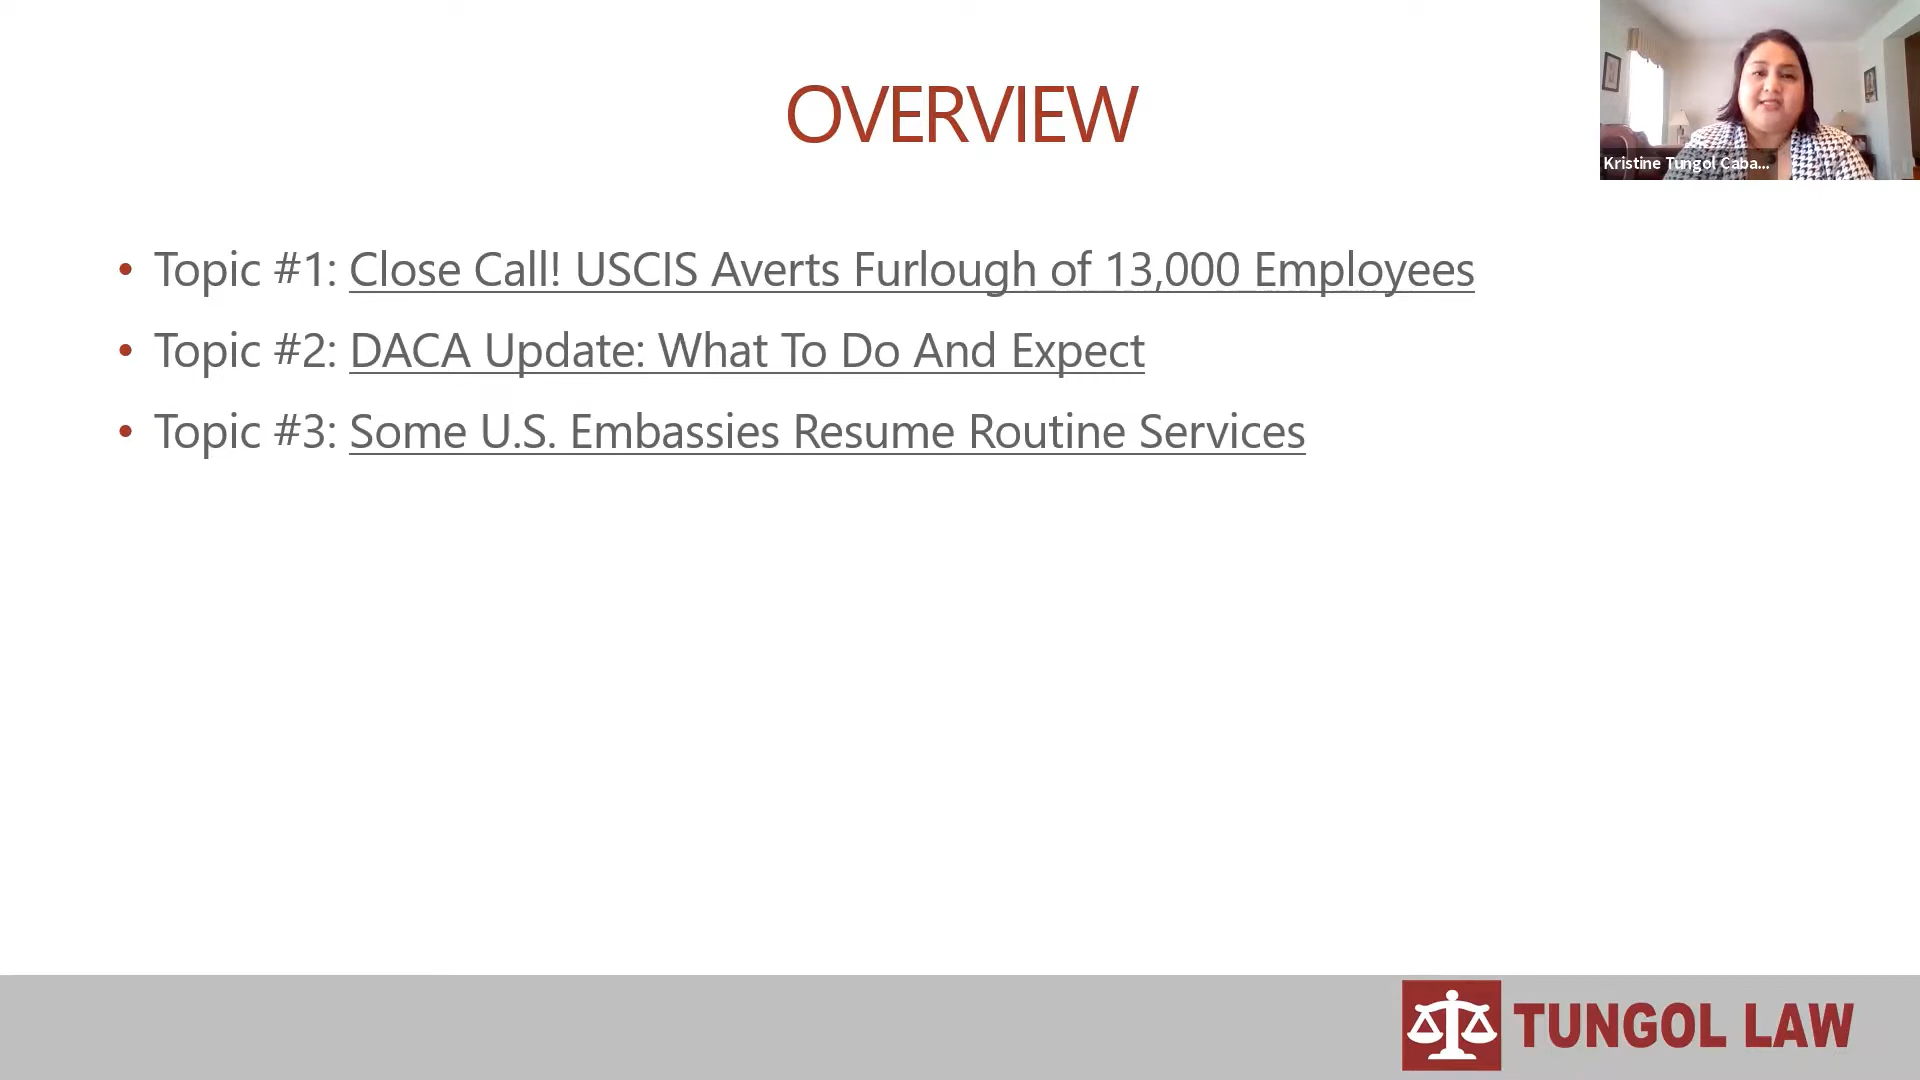 OVERVIEW
Kristine Tungol Caba...
• Topic #1: Close Call! USCIS Averts Furlough of 13,000 Employees
• Topic #2: DACA Update: What To Do And Expect
• Topic #3: Some U.S. Embassies Resume Routine Services
TUNGOL LAW